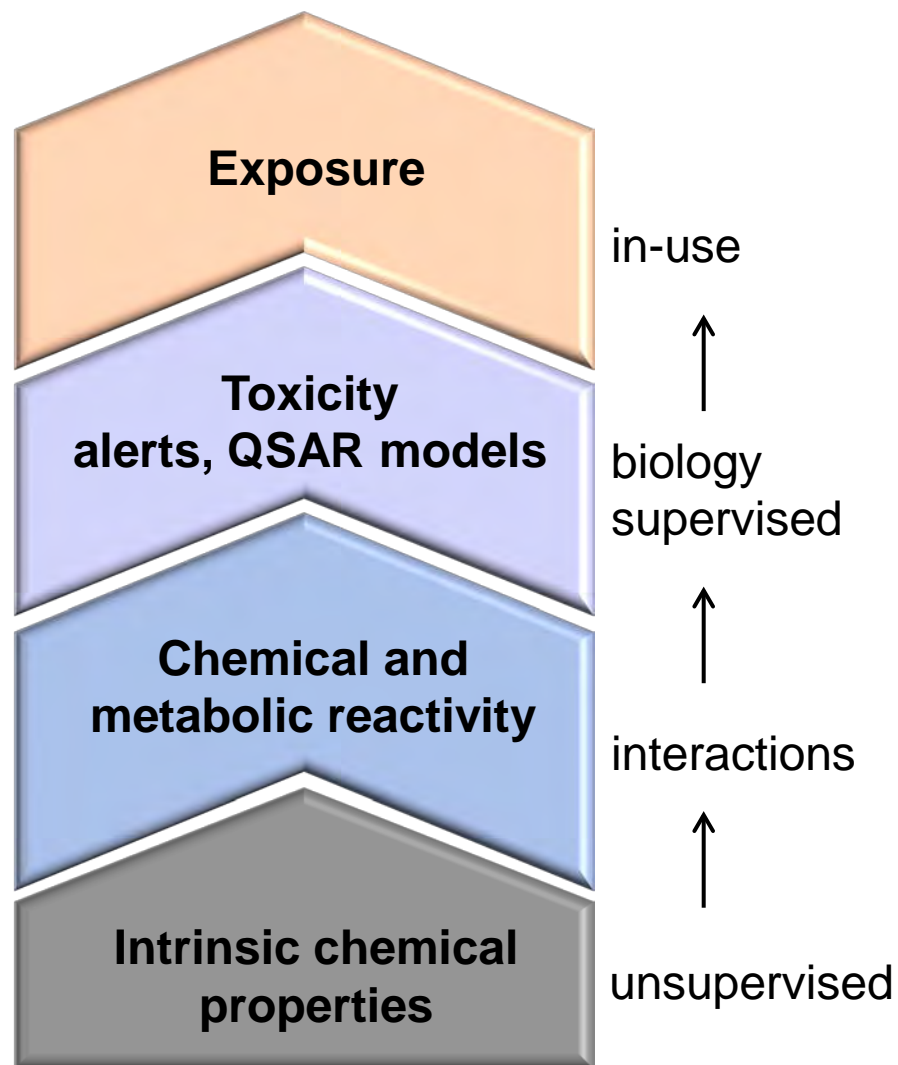 Exposure
in-use
Toxicity
alerts, QSAR models
biology
supervised
Chemical and
metabolic reactivity
interactions
Intrinsic chemical
properties
unsupervised